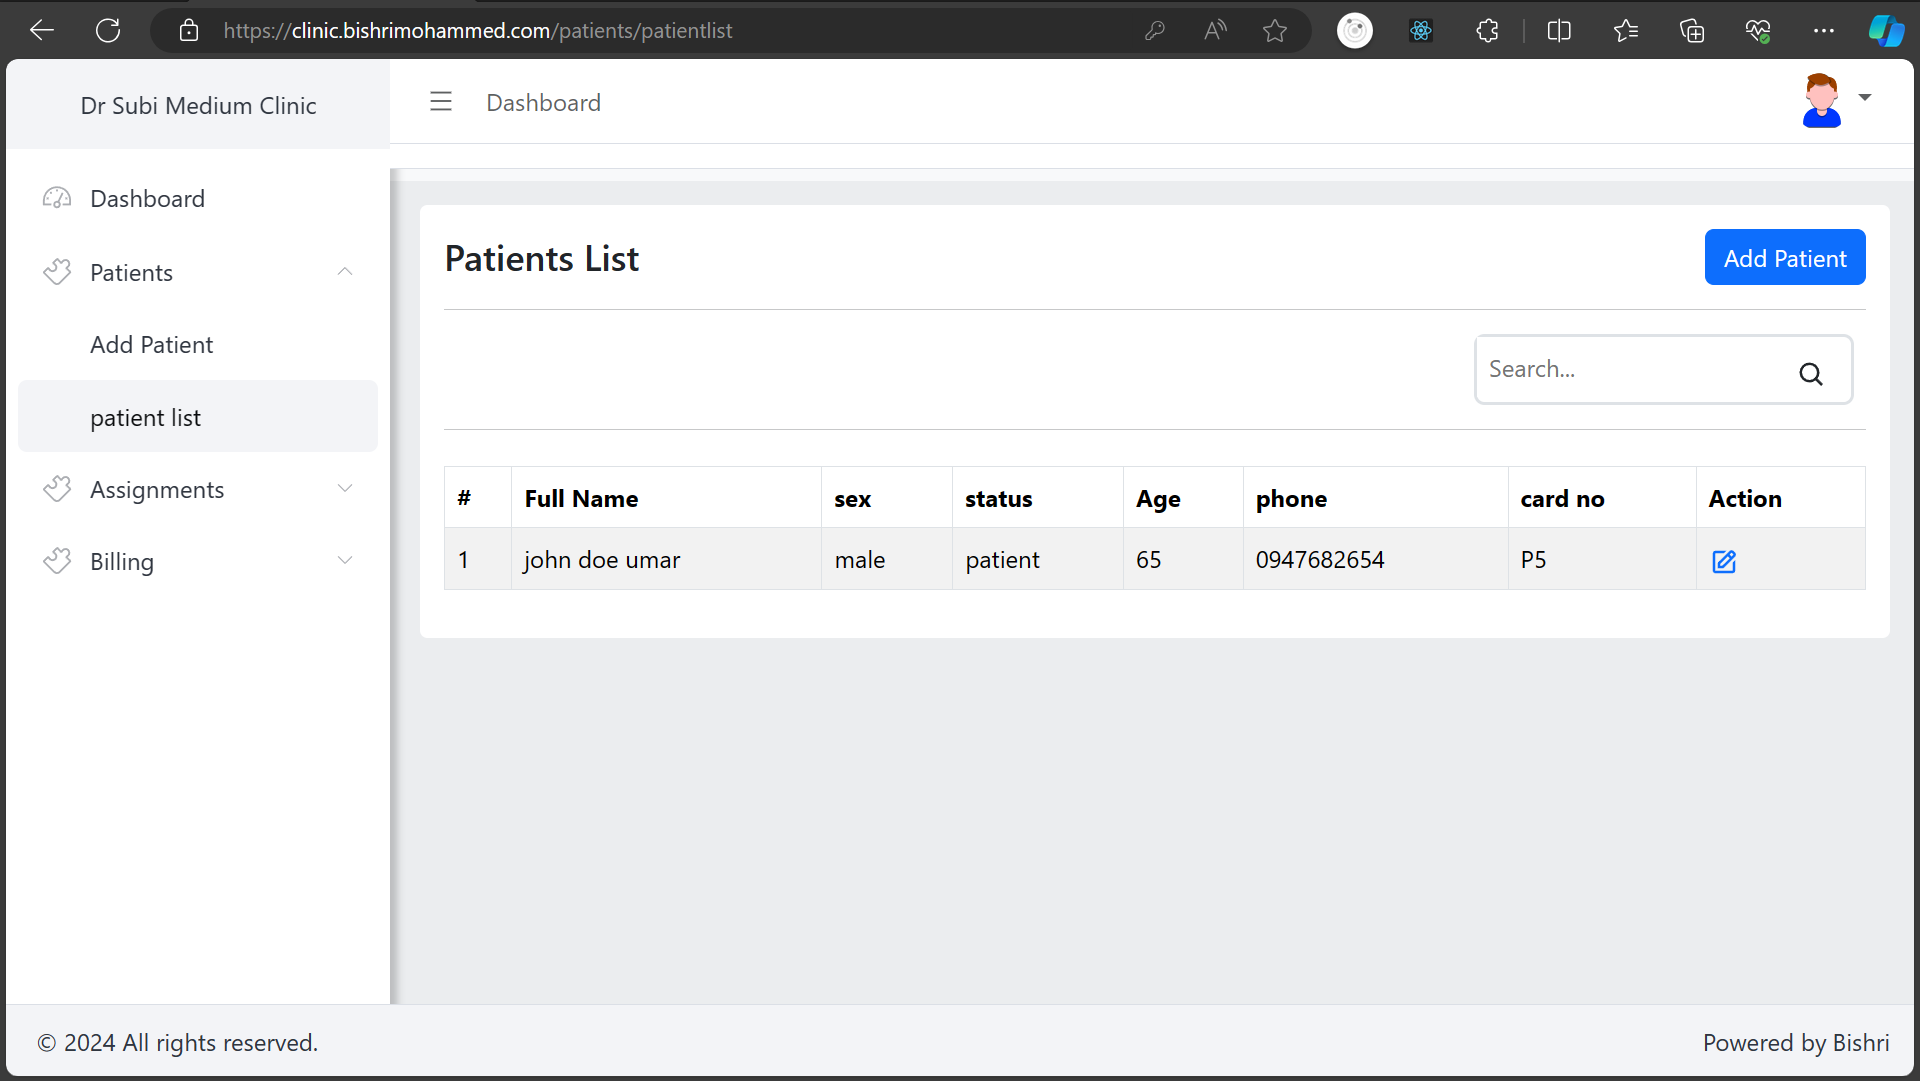 https://clinic.bishrimohammed.com/patients/patientlist
Dr Subi Medium Clinic
Dashboard
Dashboard
Patients
Add Patient
patient list
Assignments
Billing
Patients List
Add Patient
Search...
# Full Name sex status Age phone card no Action
1 john doe umar male patient 65 0947682654 P5
© 2024 All rights reserved.
Powered by Bishri